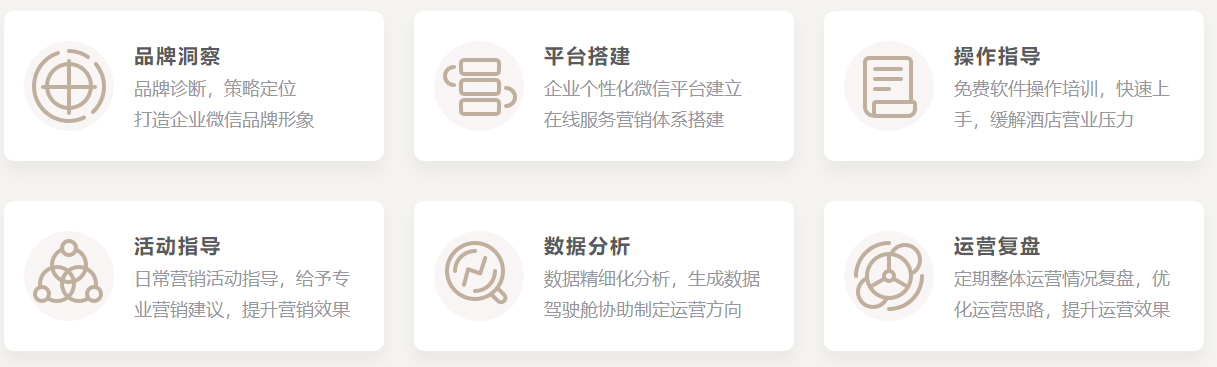 品牌洞察
品牌诊断，策略定位
打造企业微信品牌形象
平台搭建
企业个性化微信平台建立
在线服务营销体系搭建
操作指导
免费软件操作培训，快速上
手，缓解酒店营业压力
活动指导
日常营销活动指导，给予专
业营销建议，提升营销效果
数据分析
数据精细化分析，生成数据
驾驶舱协助制定运营方向
运营复盘
定期整体运营情况复盘，优
化运营思路，提升运营效果